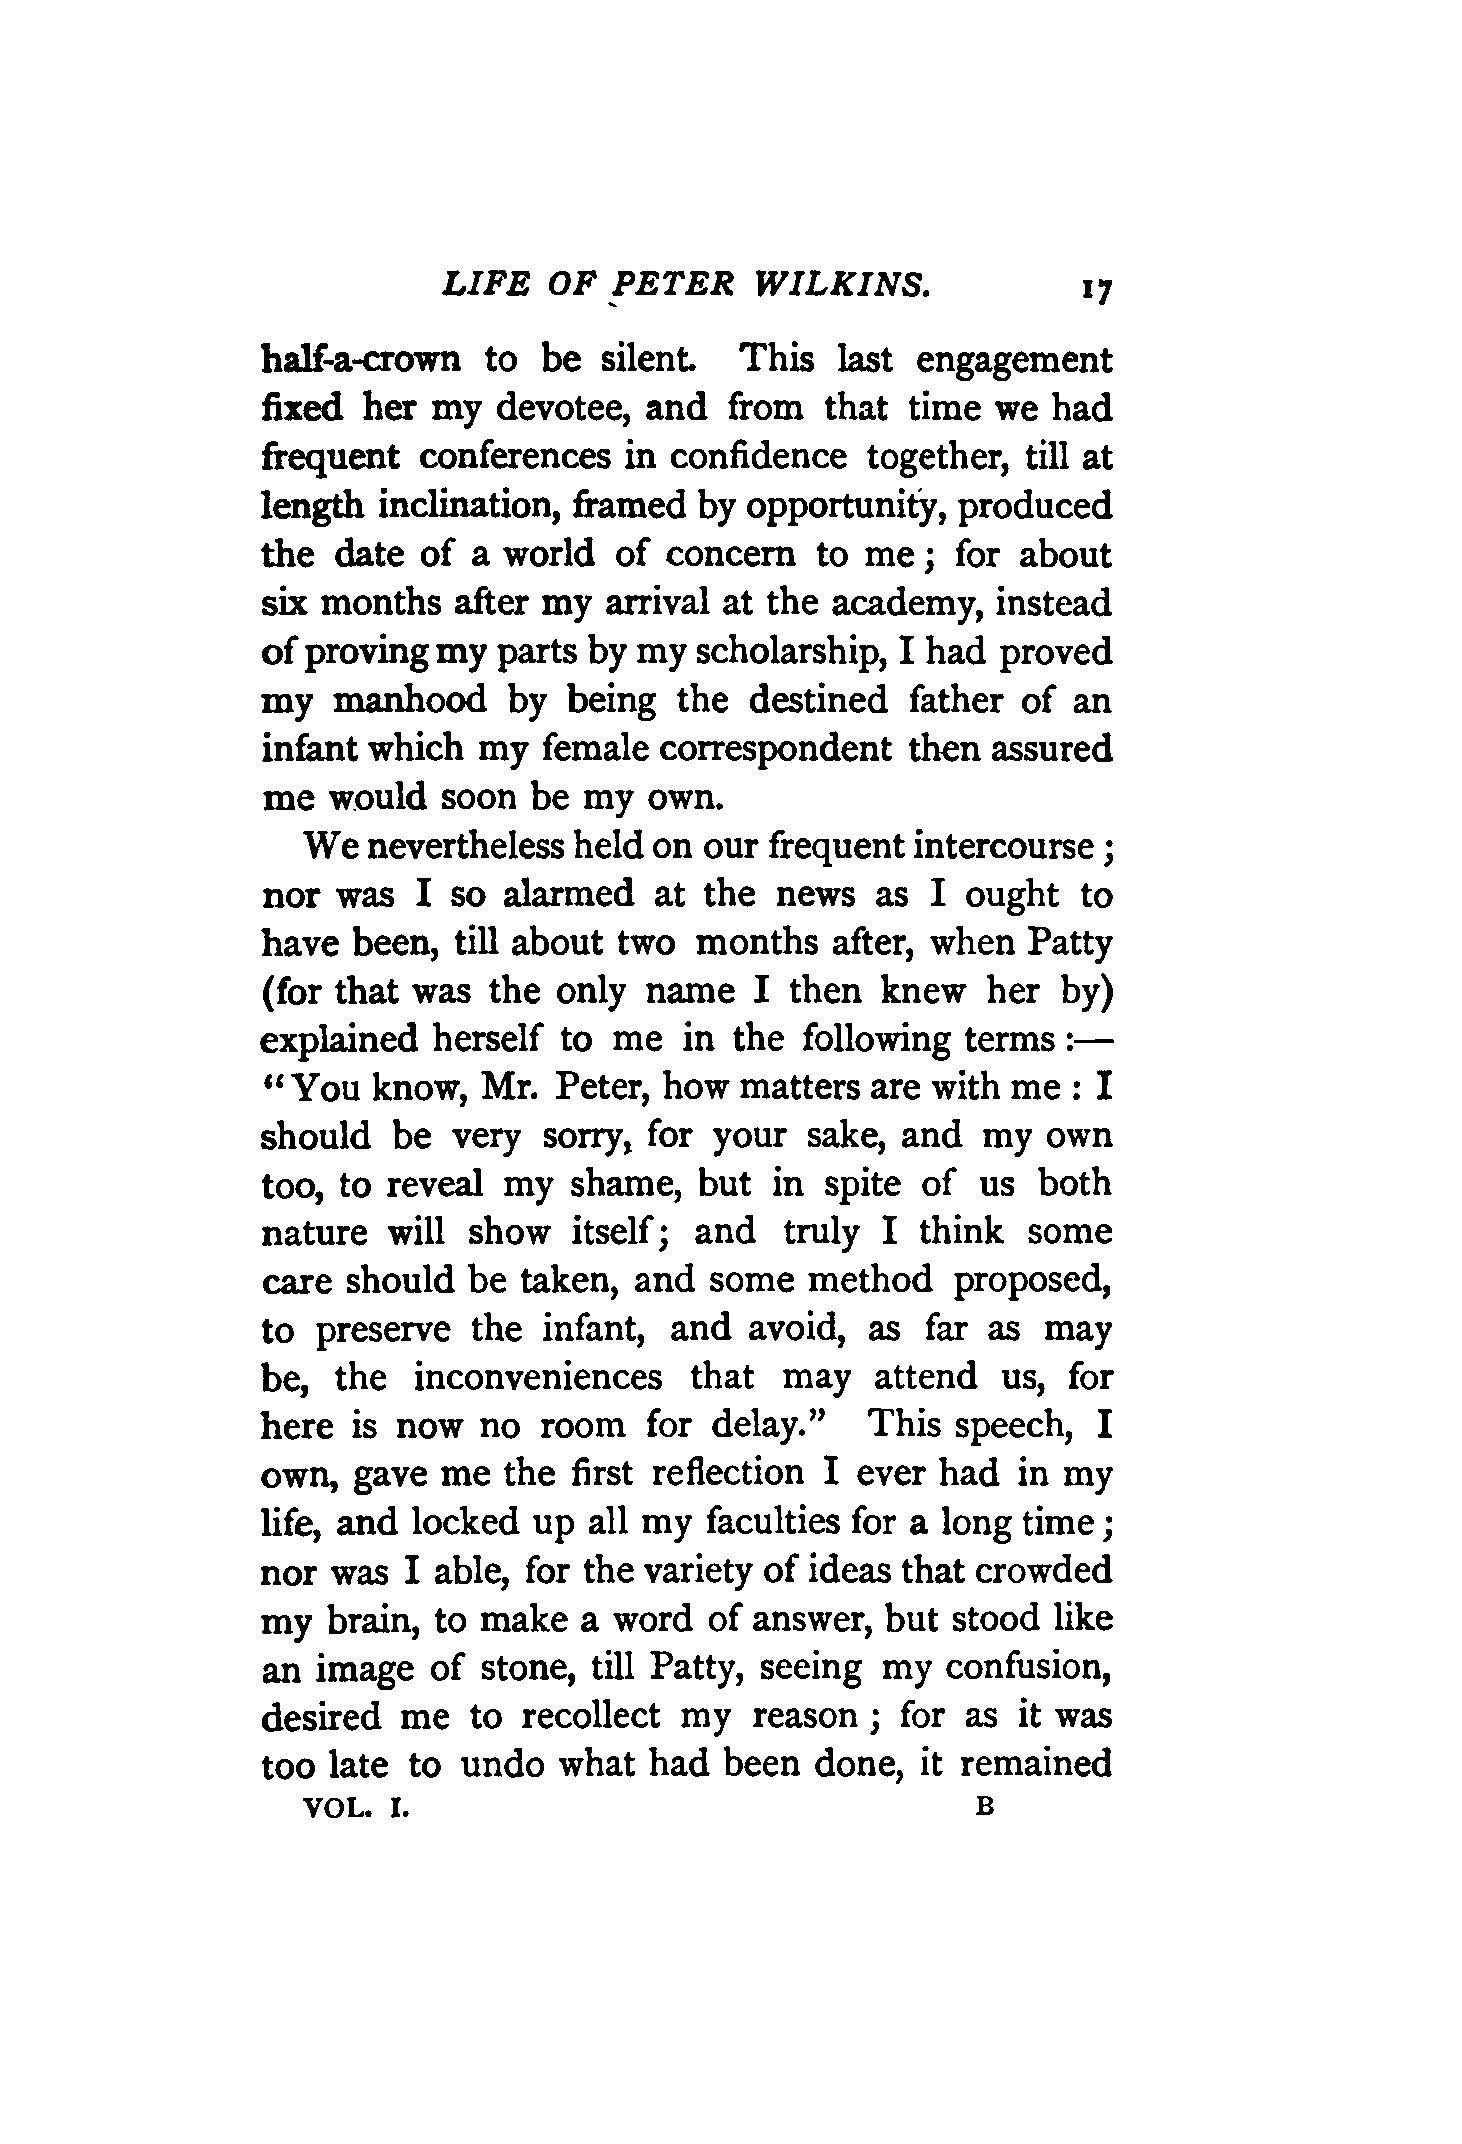 LIFE OF PETER WILKINS. 17
half-a-crown to be silent. This last engagement
fixed her my devotee, and from that time we had
frequent conferences in confidence together, till at
length inclination, framed by opportunity, produced
the date of a world of concern to me ; for about
six months after my arrival at the academy, instead
of proving my parts by my scholarship, I had proved
my manhood by being the destined father of an
infant which my female correspondent then assured
me would soon be my own.
We nevertheless held on our frequent intercourse ;
nor was I so alarmed at the news as I ought to
have been, till about two months after, when Patty
(for that was the only name I then knew her by)
explained herself to me in the following terms :—
“ You know, Mr. Peter, how matters are with me : I
should be very sorry, for your sake, and my own
too, to reveal my shame, but in spite of us both
nature will show itself ; and truly I think some
care should be taken, and some method proposed,
to preserve the infant, and avoid, as far as may
be, the inconveniences that may attend us, for
here is now no room for delay.” This speech, I
own, gave me the first reflection I ever had in my
life, and locked up all my faculties for a long time ;
nor was I able, for the variety of ideas that crowded
my brain, to make a word of answer, but stood like
an image of stone, till Patty, seeing my confusion,
desired me to recollect my reason ; for as it was
too late to undo what had been done, it remained
VOL. I. B